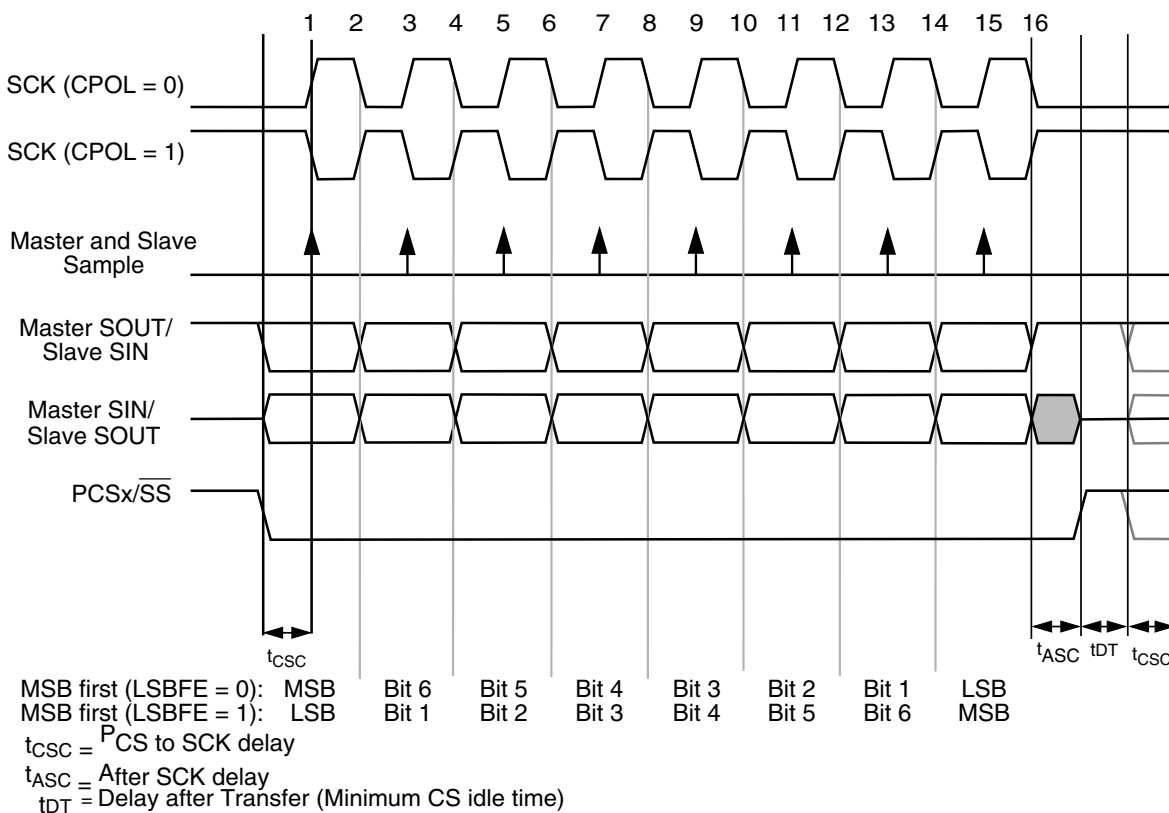 1 2 3 4 5 6 7 8 9 10 11 12 13 14 15 16
SCK (CPOL = 0)
SCK (CPOL = 1)
Master and Slave
Sample
Master SOUT/
Slave SIN
Master SIN/
Slave SOUT
PCSx/SS
tCSC
tASC tDT tCSC
MSB first (LSBFE = 0): MSB Bit 6 Bit 5 Bit 4 Bit 3 Bit 2 Bit 1 LSB
MSB first (LSBFE = 1): LSB Bit 1 Bit 2 Bit 3 Bit 4 Bit 5 Bit 6 MSB
tCSC = PCS to SCK delay
tASC = After SCK delay
tDT = Delay after Transfer (Minimum CS idle time)